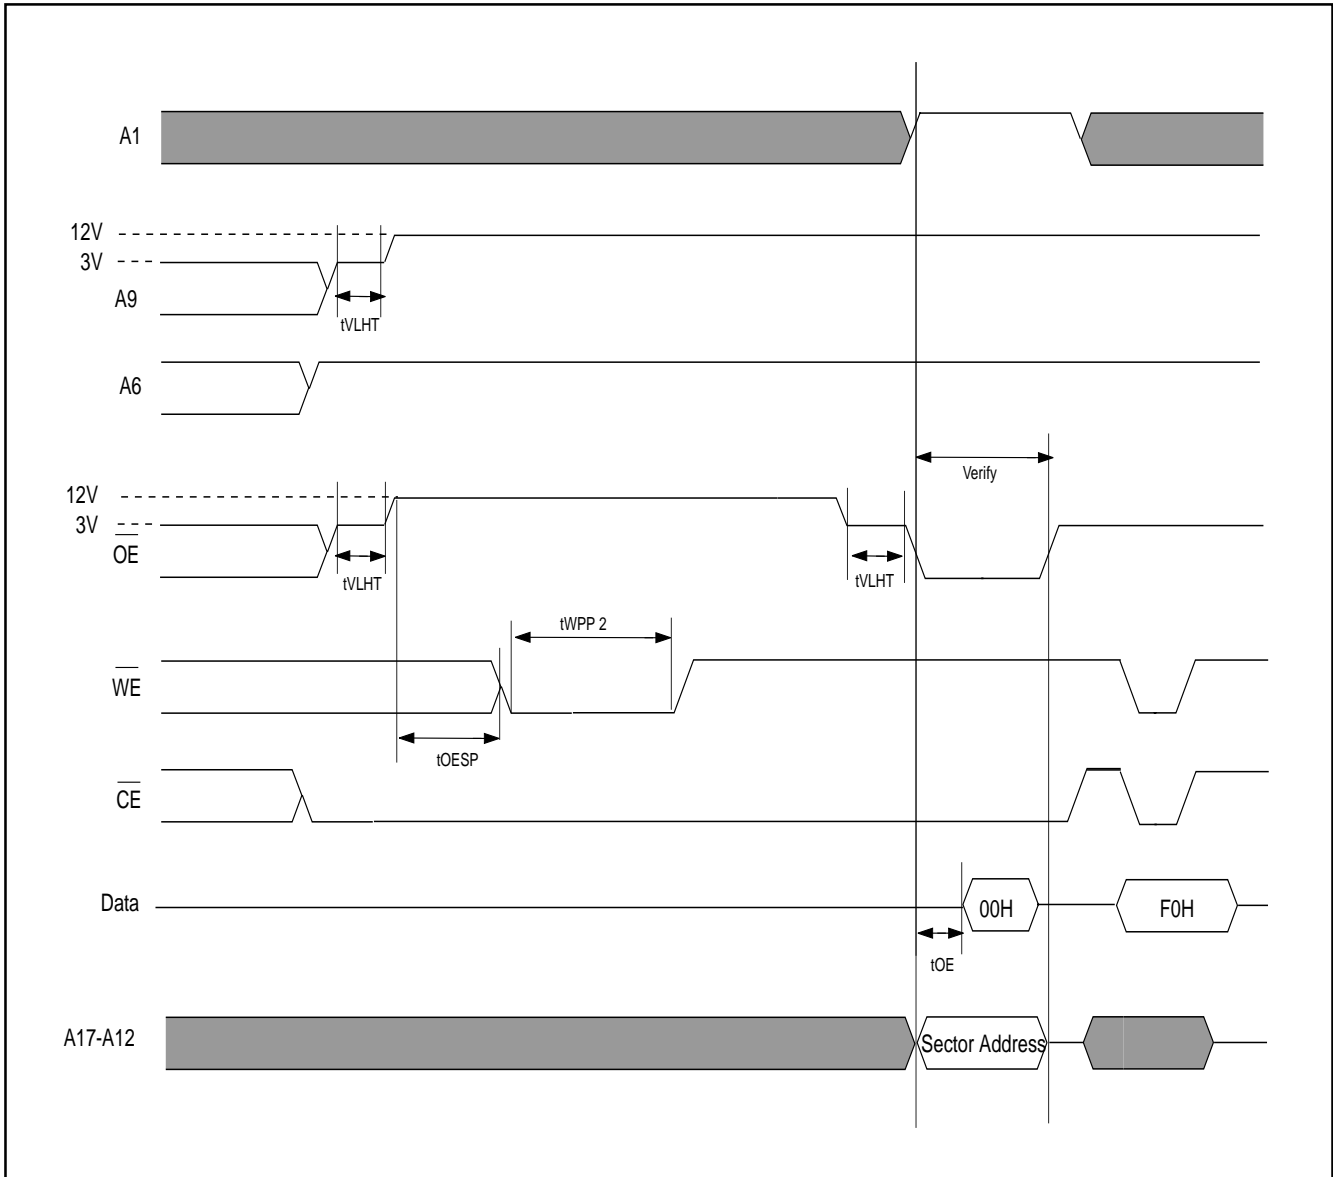 A1
12V
3V
A9
tVLHT
A6
Verify
12V
3V
OE
tVLHT
tVLHT
tWPP 2
WE
tOESP
CE
Data
00H
F0H
tOE
A17-A12
Sector Address